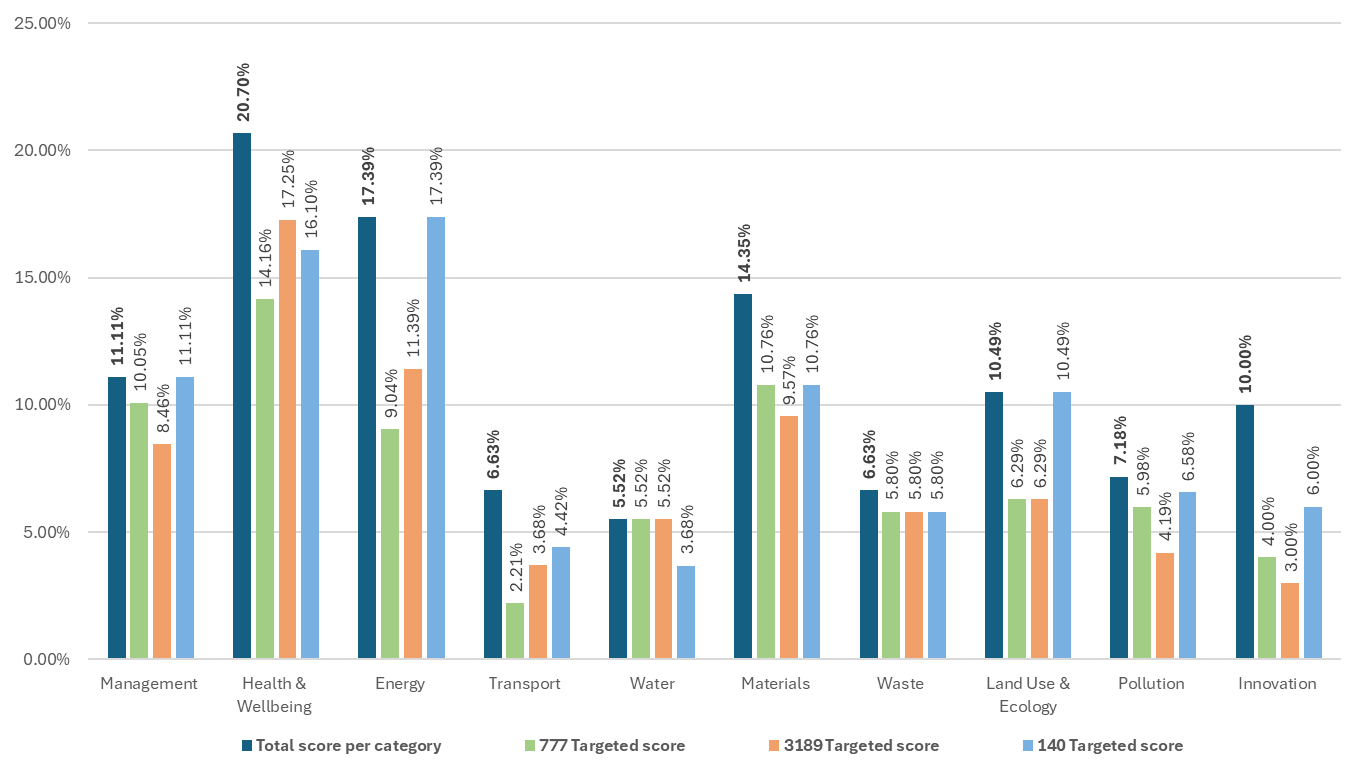 25.00%
20.00%
15.00%
10.00%
5.00%
0.00%
11.11%
10.05%
8.46%
11.11%
20.70%
14.16%
17.25%
16.10%
17.39%
9.04%
11.39%
17.39%
6.63%
2.21%
3.68%
4.42%
5.52%
5.52%
5.52%
3.68%
14.35%
10.76%
9.57%
10.76%
6.63%
5.80%
5.80%
5.80%
10.49%
6.29%
6.29%
10.49%
7.18%
5.98%
4.19%
6.58%
10.00%
4.00%
3.00%
6.00%
Management
Health &
Wellbeing
Energy
Transport
Water
Materials
Waste
Land Use &
Ecology
Pollution
Innovation
Total score per category
777 Targeted score
3189 Targeted score
140 Targeted score